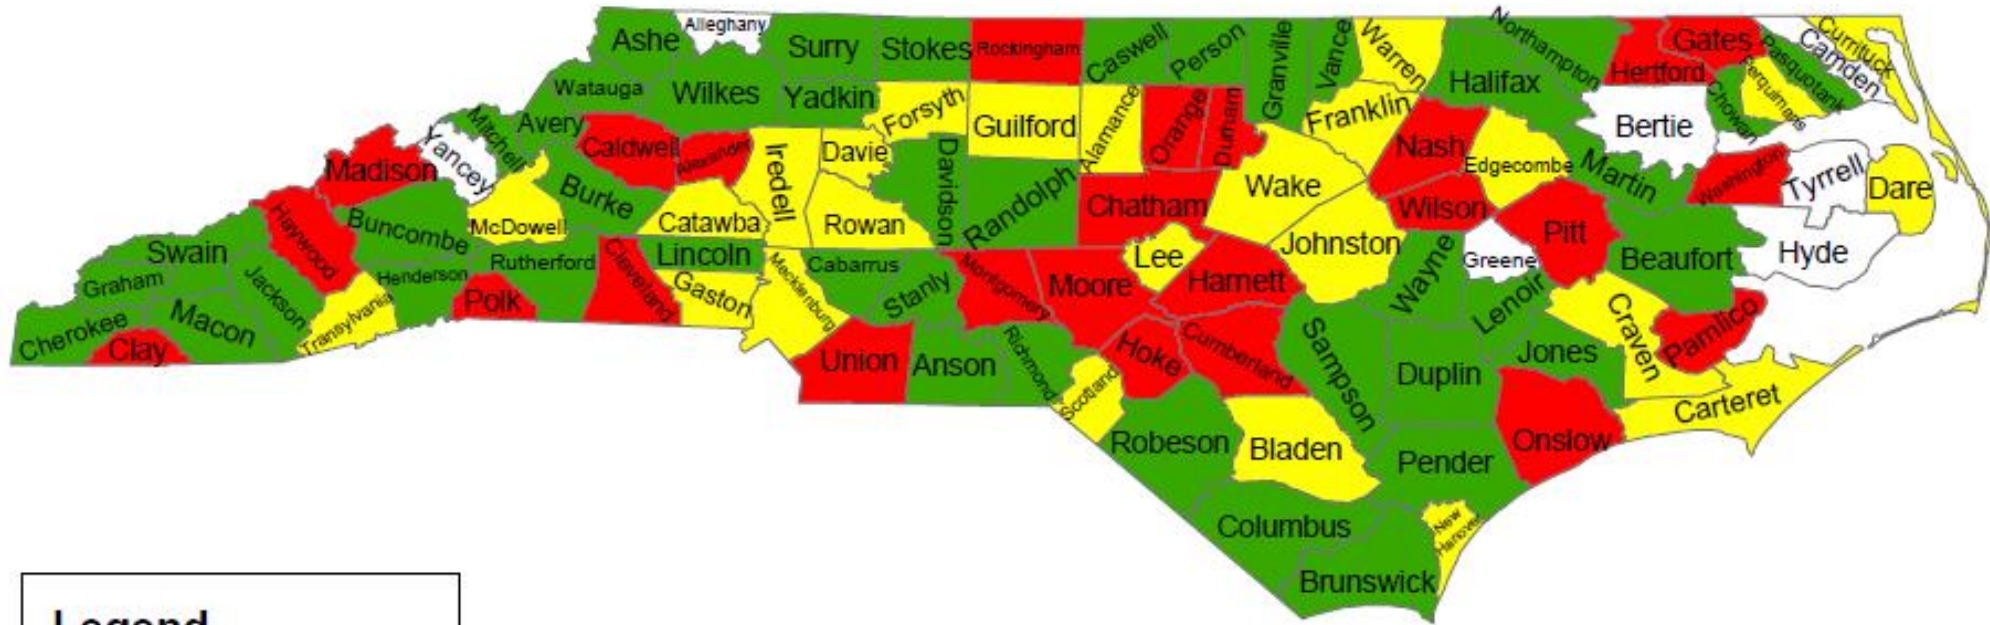 Ashe
Alleghany
Surry
Stokes
Rockingham
Caswell
Person
Granville
Vance
Warren
Northampton
Halifax
Hertford
Gates
Pasquotank
Camden
Currituck
Perquimans
Chowan
Watauga
Wilkes
Yadkin
Forsyth
Guilford
Alamance
Orange
Durham
Franklin
Nash
Edgecombe
Bertie
Martin
Washington
Tyrrell
Dare
Avery
Mitchell
Yancey
Madison
Caldwell
Alexander
Iredell
Davie
Davidson
Randolph
Chatham
Wake
Wilson
Pitt
Beaufort
Hyde
Haywood
Buncombe
McDowell
Burke
Catawba
Rowan
Lee
Johnston
Wayne
Greene
Swain
Graham
Jackson
Henderson
Rutherford
Cleveland
Lincoln
Gaston
Mecklenburg
Cabarrus
Stanly
Montgomery
Moore
Harnett
Lenoir
Craven
Pamlico
Cherokee
Clay
Macon
Transylvania
Polk
Union
Anson
Richmond
Scotland
Hoke
Cumberland
Sampson
Duplin
Jones
Onslow
Carteret
Robeson
Bladen
Pender
Columbus
Brunswick
New
Hanover
Legend